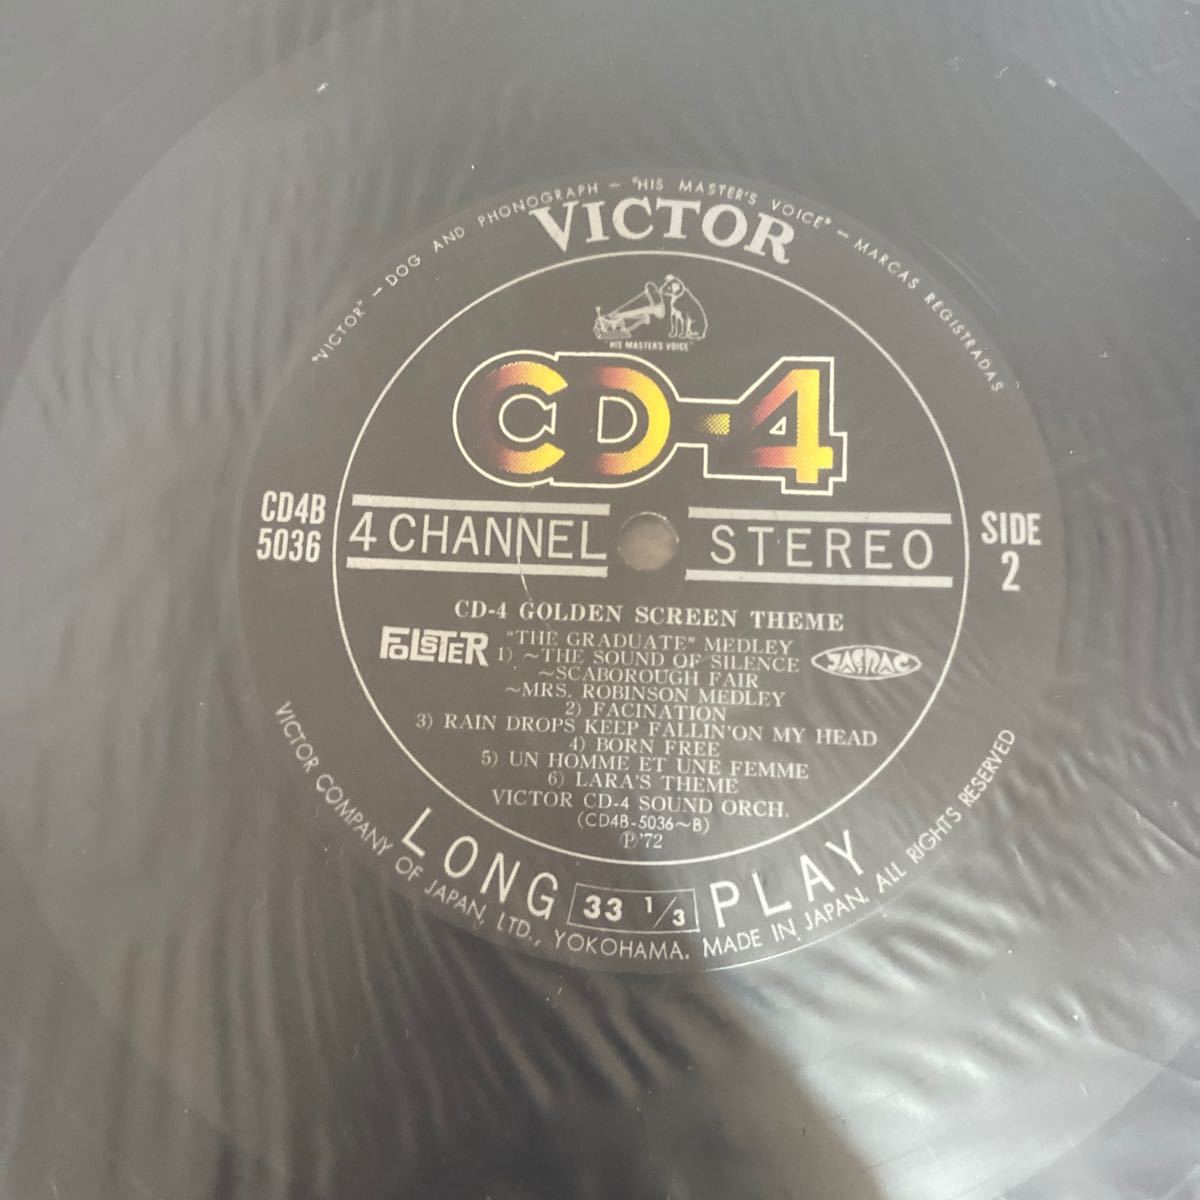 "VICTOR" – DOG AND PHONOGRAPH – "HIS MASTER'S VOICE" – MARCAS REGISTRADAS
VICTOR
"HIS MASTER'S VOICE"
CD-4
CD4B
5036
4 CHANNEL STEREO
SIDE
2
CD-4 GOLDEN SCREEN THEME
FOLSTER
JASRAC
"THE GRADUATE" MEDLEY
1) ~THE SOUND OF SILENCE
~SCABOROUGH FAIR
~MRS. ROBINSON MEDLEY
2) FACINATION
3) RAIN DROPS KEEP FALLIN'ON MY HEAD
4) BORN FREE
5) UN HOMME ET UNE FEMME
6) LARA'S THEME
VICTOR CD-4 SOUND ORCH.
(CD4B-5036~B)
Ⓟ'72
LONG 33 1/3 PLAY
VICTOR COMPANY OF JAPAN, LTD., YOKOHAMA. MADE IN JAPAN. ALL RIGHTS RESERVED